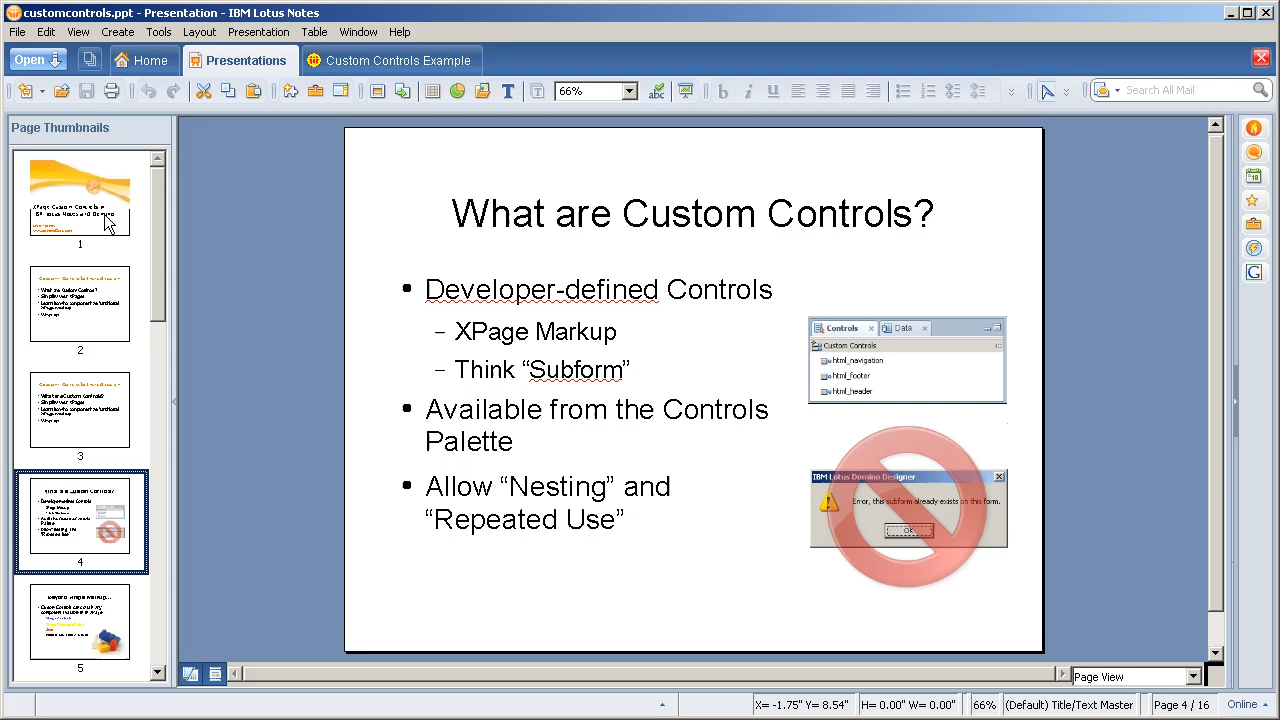 customcontrols.ppt - Presentation - IBM Lotus Notes
File Edit View Create Tools Layout Presentation Table Window Help
Open Home Presentations Custom Controls Example
66% Search All Mail
Page Thumbnails
1
2
3
4
5
What are Custom Controls?
• Developer-defined Controls
– XPage Markup
– Think “Subform”
• Available from the Controls
Palette
• Allow “Nesting” and
“Repeated Use”
Controls Data
Custom Controls
html_navigation
html_footer
html_header
IBM Lotus Domino Designer
Error, this subform already exists on this form.
OK
Page View
X= -1.75" Y= 8.54" H= 0.00" W= 0.00" 66% (Default) Title/Text Master Page 4 / 16 Online